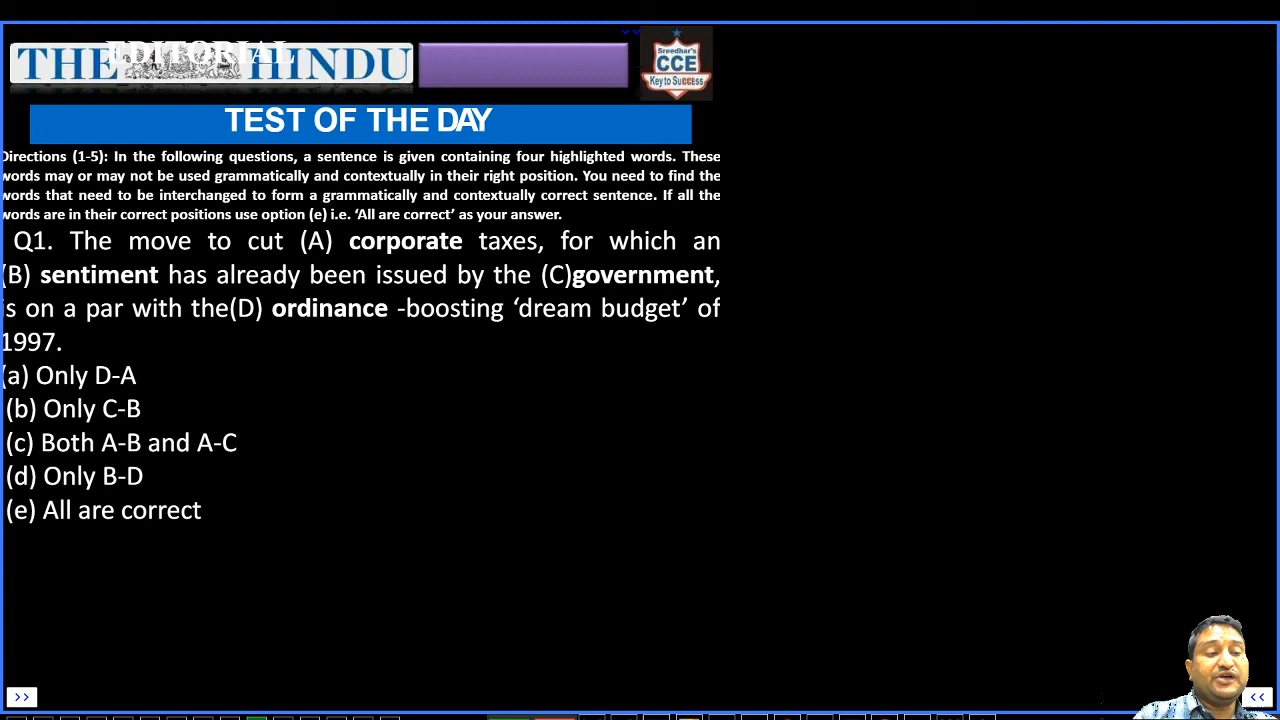 EDITORIAL
THE HINDU
Sreedhar's
CCE
Key to Success
TEST OF THE DAY
Directions (1-5): In the following questions, a sentence is given containing four highlighted words. These
words may or may not be used grammatically and contextually in their right position. You need to find the
words that need to be interchanged to form a grammatically and contextually correct sentence. If all the
words are in their correct positions use option (e) i.e. ‘All are correct’ as your answer.
Q1. The move to cut (A) corporate taxes, for which an
(B) sentiment has already been issued by the (C)government,
is on a par with the(D) ordinance -boosting ‘dream budget’ of
1997.
(a) Only D-A
(b) Only C-B
(c) Both A-B and A-C
(d) Only B-D
(e) All are correct
>>
<<